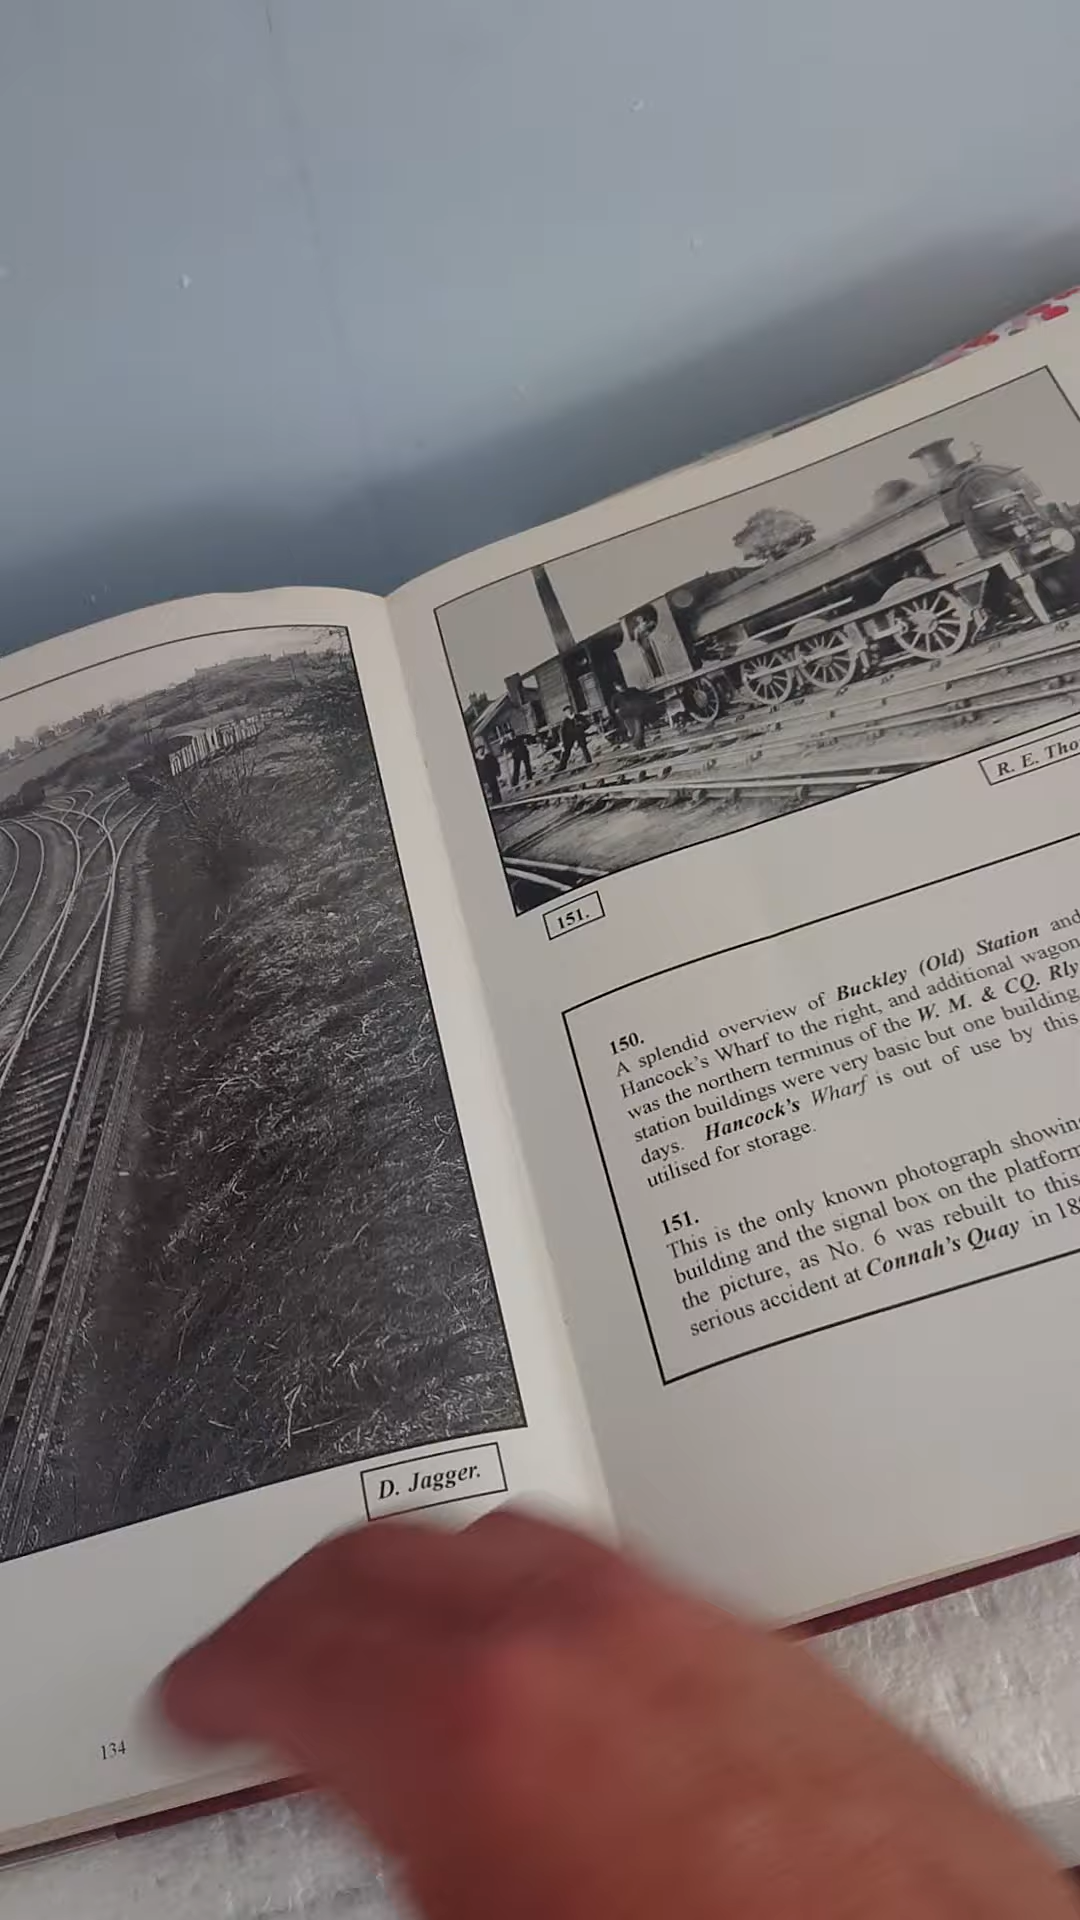 D. Jagger.
134
R. E. Tho
151.
150.
A splendid overview of Buckley (Old) Station and
Hancock's Wharf to the right, and additional wagon
was the northern terminus of the W. M. & CQ. Rly
station buildings were very basic but one building
days. Hancock's Wharf is out of use by this
utilised for storage.
151.
This is the only known photograph showing
building and the signal box on the platform
the picture, as No. 6 was rebuilt to this
serious accident at Connah's Quay in 18